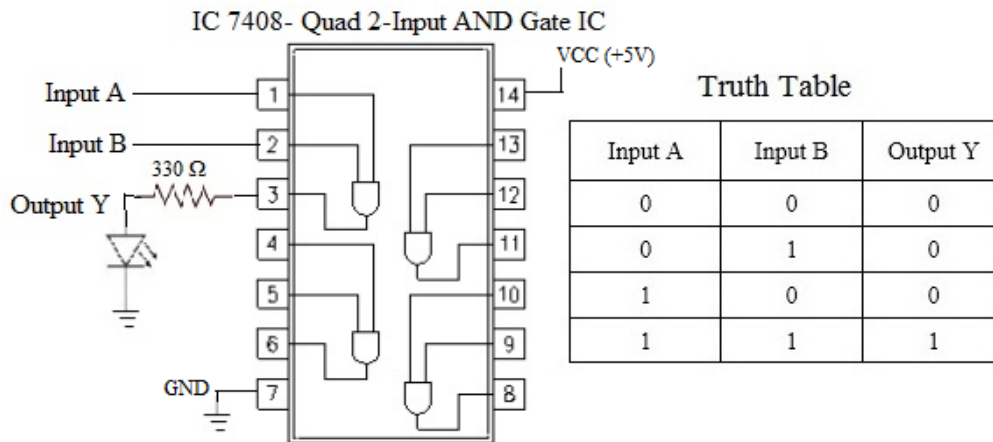 IC 7408- Quad 2-Input AND Gate IC
VCC (+5V)
Input A
Input B
330 Ω
Output Y
GND
1
2
3
4
5
6
7
14
13
12
11
10
9
8
Truth Table
Input A Input B Output Y
0 0 0
0 1 0
1 0 0
1 1 1